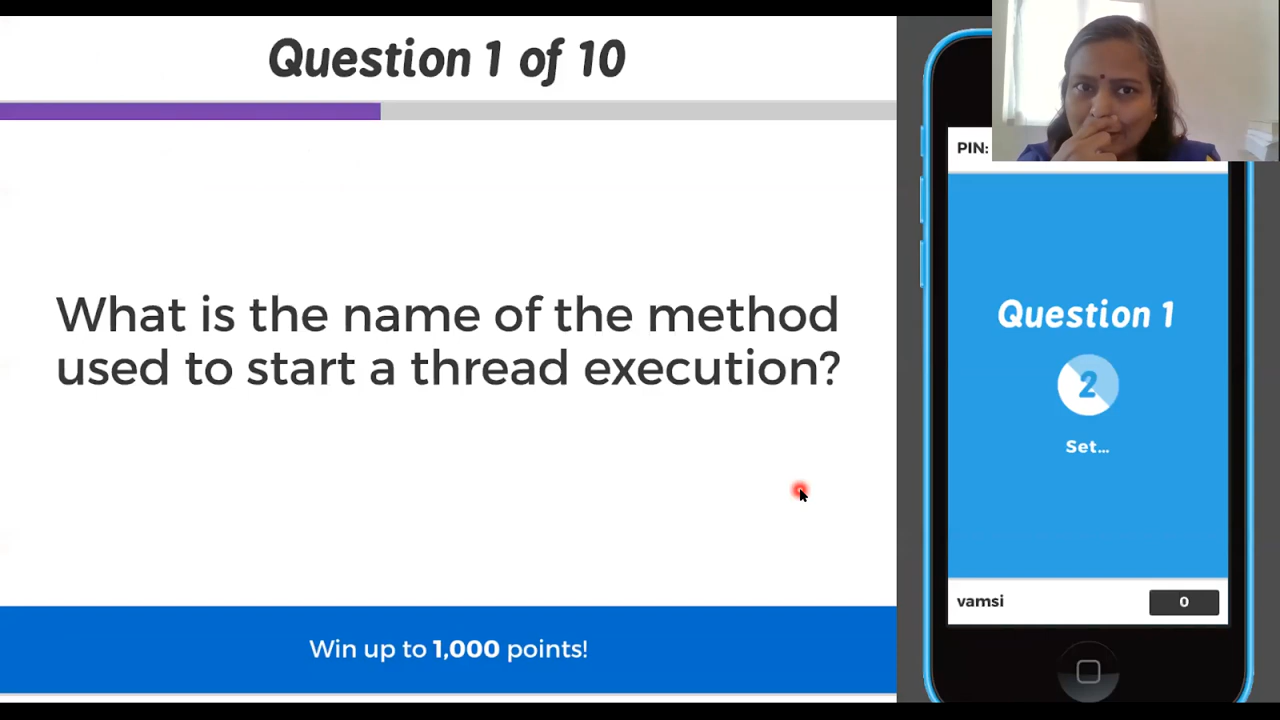 Question 1 of 10
What is the name of the method
used to start a thread execution?
Win up to 1,000 points!
PIN:
Question 1
2
Set...
vamsi
0